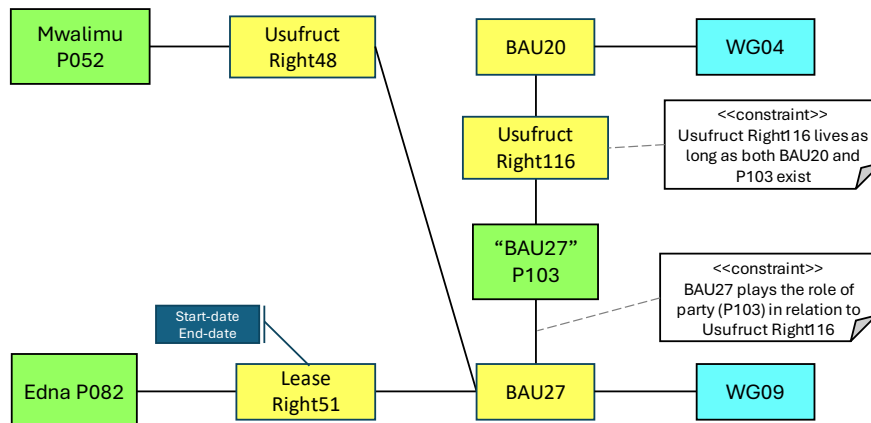 Mwalimu
P052
Usufruct
Right48
BAU20
WG04
Usufruct
Right116
<<constraint>>
Usufruct Right116 lives as
long as both BAU20 and
P103 exist
“BAU27”
P103
<<constraint>>
BAU27 plays the role of
party (P103) in relation to
Usufruct Right116
Start-date
End-date
Edna P082
Lease
Right51
BAU27
WG09